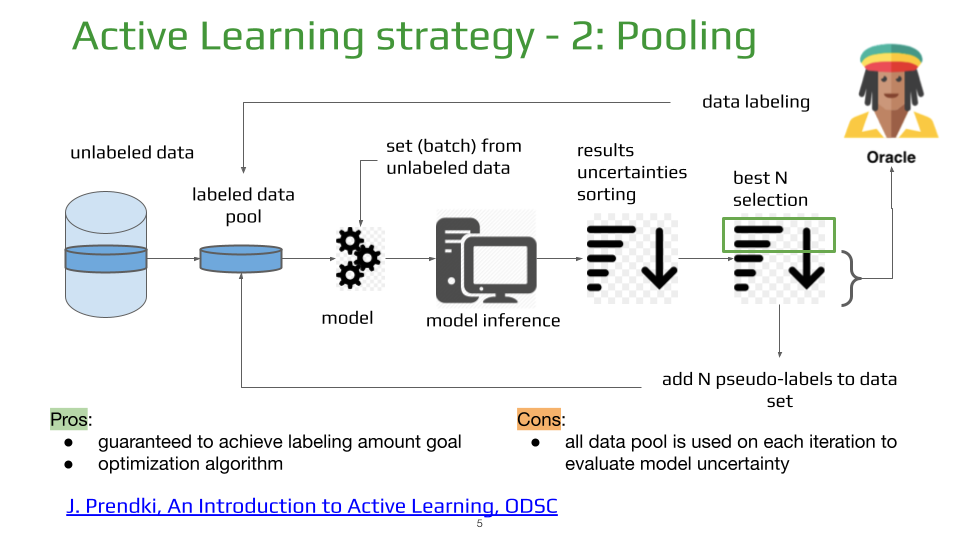 Active Learning strategy - 2: Pooling
data labeling
Oracle
unlabeled data
labeled data
pool
set (batch) from
unlabeled data
results
uncertainties
sorting
best N
selection
model
model inference
add N pseudo-labels to data
set
Pros:
● guaranteed to achieve labeling amount goal
● optimization algorithm
Cons:
● all data pool is used on each iteration to
evaluate model uncertainty
J. Prendki, An Introduction to Active Learning, ODSC
5